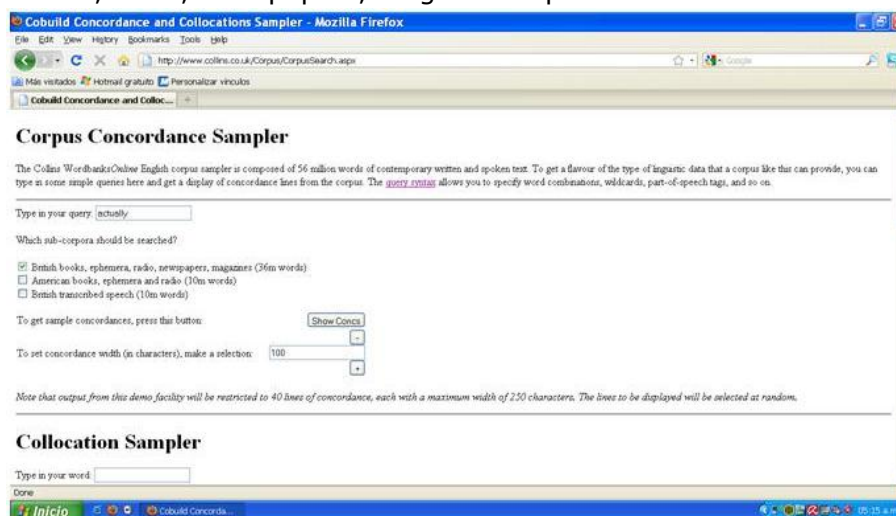 Cobuild Concordance and Collocations Sampler - Mozilla Firefox
File Edit View History Bookmarks Tools Help
http://www.collins.co.uk/Corpus/CorpusSearch.aspx Google
Más visitados Hotmail gratuito Personalizar vínculos
Cobuild Concordance and Colloc...
Corpus Concordance Sampler
The Collins WordbanksOnline English corpus sampler is composed of 56 million words of contemporary written and spoken text. To get a flavour of the type of linguistic data that a corpus like this can provide, you can
type in some simple queries here and get a display of concordance lines from the corpus. The query syntax allows you to specify word combinations, wildcards, part-of-speech tags, and so on.
Type in your query: actually
Which sub-corpora should be searched?
British books, ephemera, radio, newspapers, magazines (36m words)
American books, ephemera and radio (10m words)
British transcribed speech (10m words)
To get sample concordances, press this button: Show Concs
-
To set concordance width (in characters), make a selection: 100
+
Note that output from this demo facility will be restricted to 40 lines of concordance, each with a maximum width of 250 characters. The lines to be displayed will be selected at random.
Collocation Sampler
Type in your word:
Done
Inicio Cobuild Concorda... 05:15 a.m.